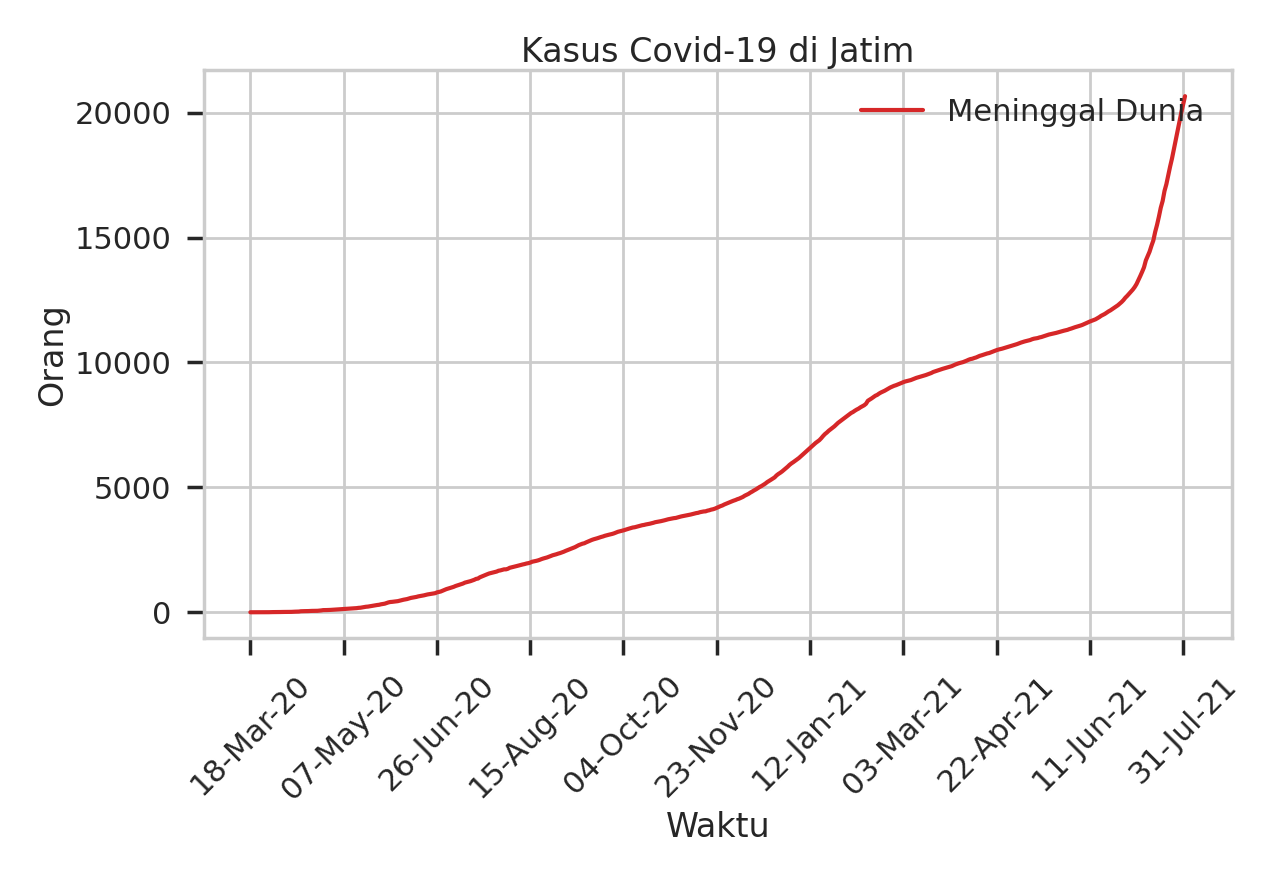 Kasus Covid-19 di Jatim
Meninggal Dunia
20000
15000
10000
5000
0
Orang
18-Mar-20
07-May-20
26-Jun-20
15-Aug-20
04-Oct-20
23-Nov-20
12-Jan-21
03-Mar-21
22-Apr-21
11-Jun-21
31-Jul-21
Waktu